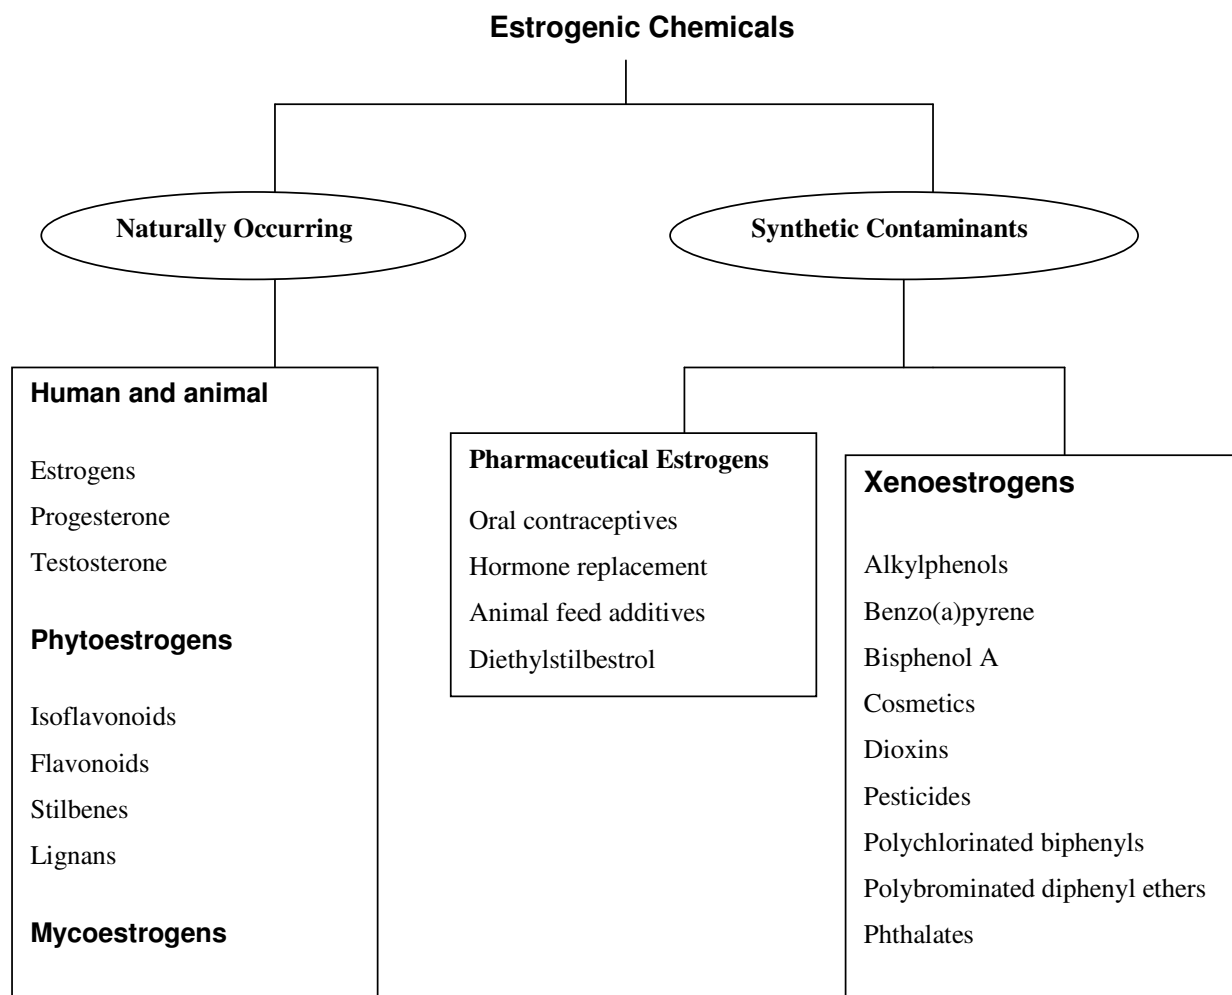 Estrogenic Chemicals
Naturally Occurring
Synthetic Contaminants
Human and animal
Estrogens
Progesterone
Testosterone
Phytoestrogens
Isoflavonoids
Flavonoids
Stilbenes
Lignans
Mycoestrogens
Pharmaceutical Estrogens
Oral contraceptives
Hormone replacement
Animal feed additives
Diethylstilbestrol
Xenoestrogens
Alkylphenols
Benzo(a)pyrene
Bisphenol A
Cosmetics
Dioxins
Pesticides
Polychlorinated biphenyls
Polybrominated diphenyl ethers
Phthalates